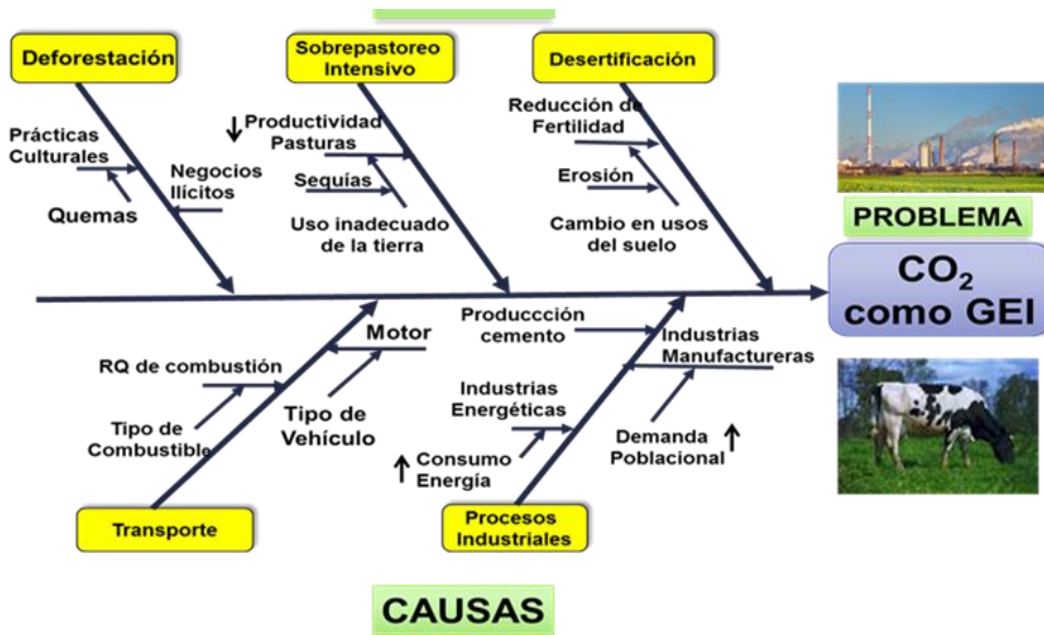 Deforestación
Sobrepastoreo
Intensivo
Desertificación
Prácticas
Culturales
Negocios
Ilícitos
Quemas
↓ Productividad
Pasturas
Sequías
Uso inadecuado
de la tierra
Reducción de
Fertilidad
Erosión
Cambio en usos
del suelo
PROBLEMA
CO₂
como GEI
Motor
RQ de combustión
Tipo de
Combustible
Tipo de
Vehículo
Transporte
Produccción
cemento
Industrias
Manufactureras
Industrias
Energéticas
↑ Consumo
Energía
Demanda ↑
Poblacional
Procesos
Industriales
CAUSAS